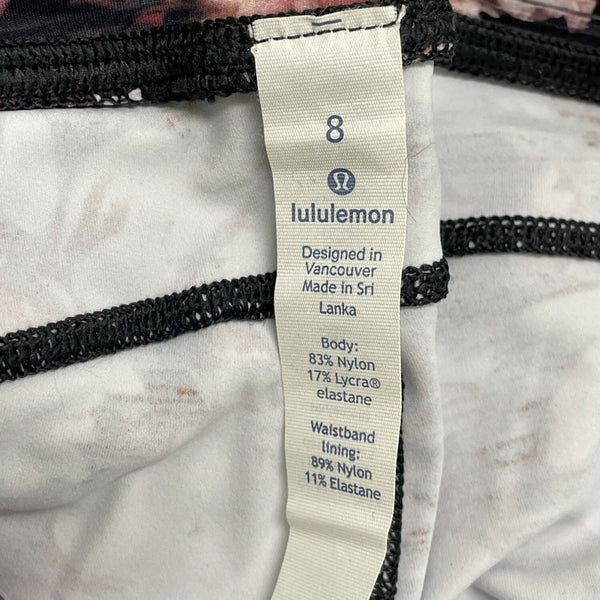 8
lululemon
Designed in
Vancouver
Made in Sri
Lanka
Body:
83% Nylon
17% Lycra®
elastane
Waistband
lining:
89% Nylon
11% Elastane